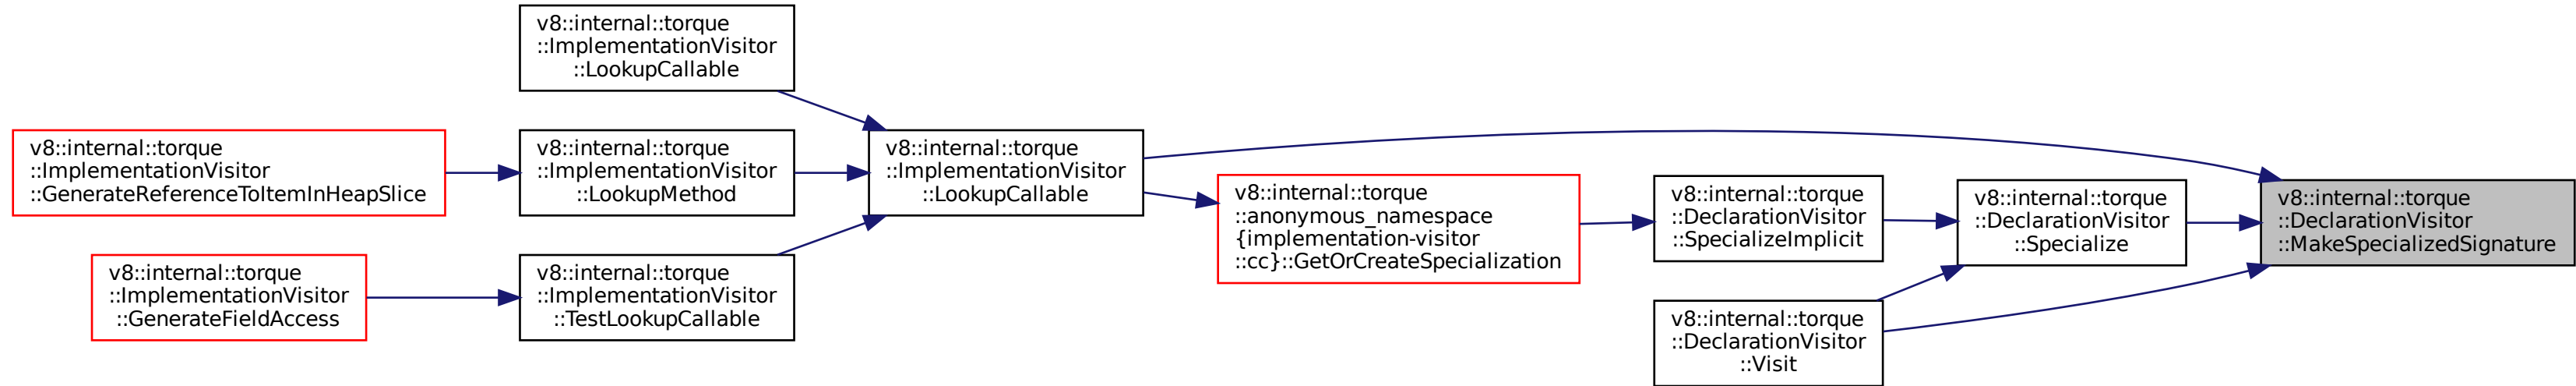 v8::internal::torque
::ImplementationVisitor
::LookupCallable
v8::internal::torque
::ImplementationVisitor
::GenerateReferenceToItemInHeapSlice
v8::internal::torque
::ImplementationVisitor
::LookupMethod
v8::internal::torque
::ImplementationVisitor
::LookupCallable
v8::internal::torque
::anonymous_namespace
{implementation-visitor
::cc}::GetOrCreateSpecialization
v8::internal::torque
::DeclarationVisitor
::SpecializeImplicit
v8::internal::torque
::DeclarationVisitor
::Specialize
v8::internal::torque
::DeclarationVisitor
::MakeSpecializedSignature
v8::internal::torque
::ImplementationVisitor
::GenerateFieldAccess
v8::internal::torque
::ImplementationVisitor
::TestLookupCallable
v8::internal::torque
::DeclarationVisitor
::Visit